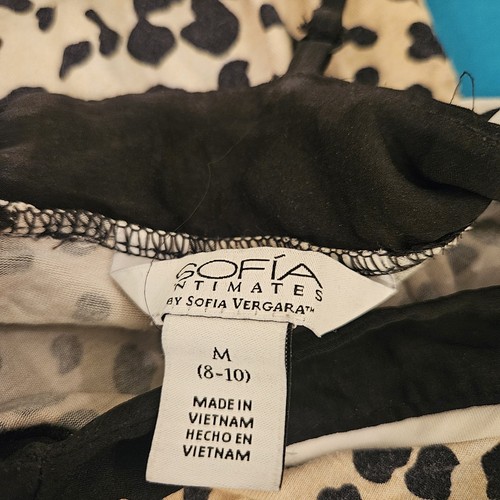 SOFÍA
INTIMATES
BY SOFIA VERGARA™
M
(8-10)
MADE IN
VIETNAM
HECHO EN
VIETNAM